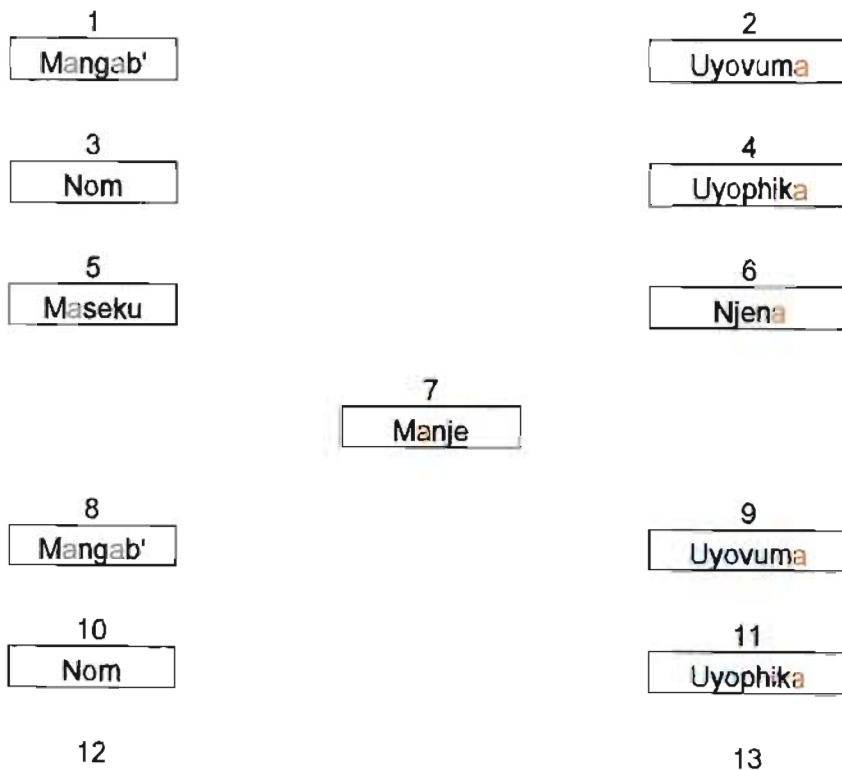 1 2
Mangab' Uyovuma
3 4
Nom Uyophika
5 6
Maseku Njena
7
Manje
8 9
Mangab' Uyovuma
10 11
Nom Uyophika
12 13